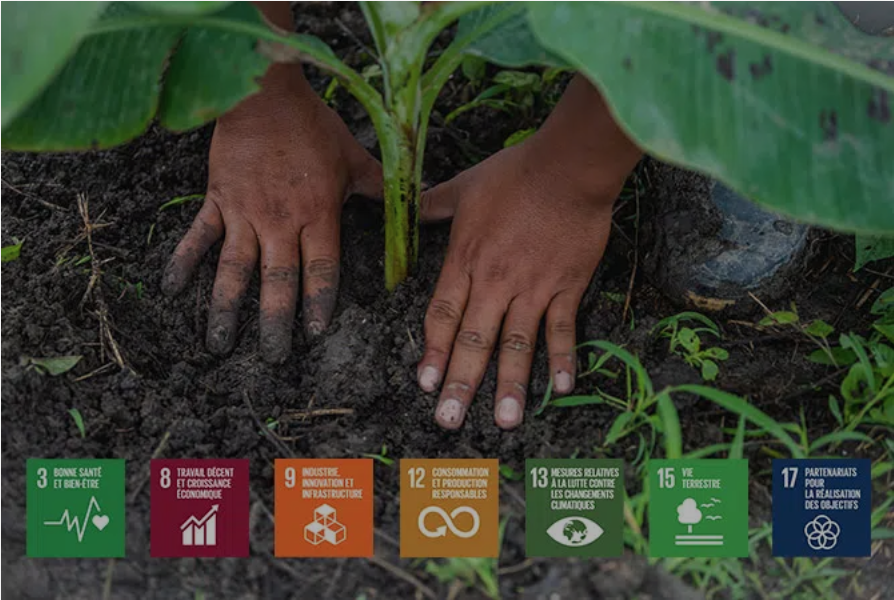 3 BONNE SANTÉ
ET BIEN-ÊTRE
8 TRAVAIL DÉCENT
ET CROISSANCE
ÉCONOMIQUE
9 INDUSTRIE,
INNOVATION ET
INFRASTRUCTURE
12 CONSOMMATION
ET PRODUCTION
RESPONSABLES
13 MESURES RELATIVES
À LA LUTTE CONTRE
LES CHANGEMENTS
CLIMATIQUES
15 VIE
TERRESTRE
17 PARTENARIATS
POUR
LA RÉALISATION
DES OBJECTIFS